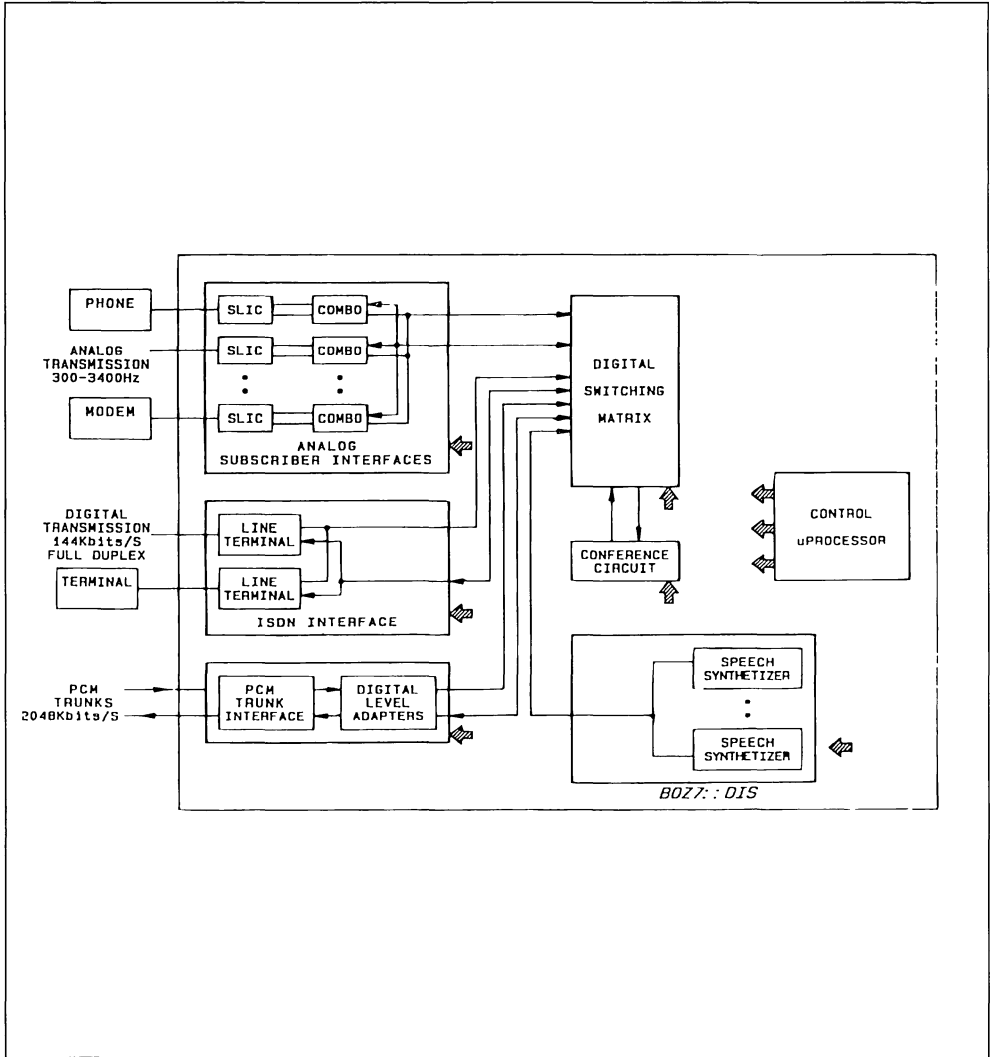 PHONE
ANALOG
TRANSMISSION
300-3400Hz
MODEM
SLIC
COMBO
SLIC
COMBO
SLIC
COMBO
ANALOG
SUBSCRIBER INTERFACES
DIGITAL
TRANSMISSION
144Kbits/S
FULL DUPLEX
TERMINAL
LINE
TERMINAL
LINE
TERMINAL
ISDN INTERFACE
PCM
TRUNKS
2048Kbits/S
PCM
TRUNK
INTERFACE
DIGITAL
LEVEL
ADAPTERS
DIGITAL
SWITCHING
MATRIX
CONFERENCE
CIRCUIT
CONTROL
uPROCESSOR
SPEECH
SYNTHETIZER
SPEECH
SYNTHETIZER
BOZ7::DIS